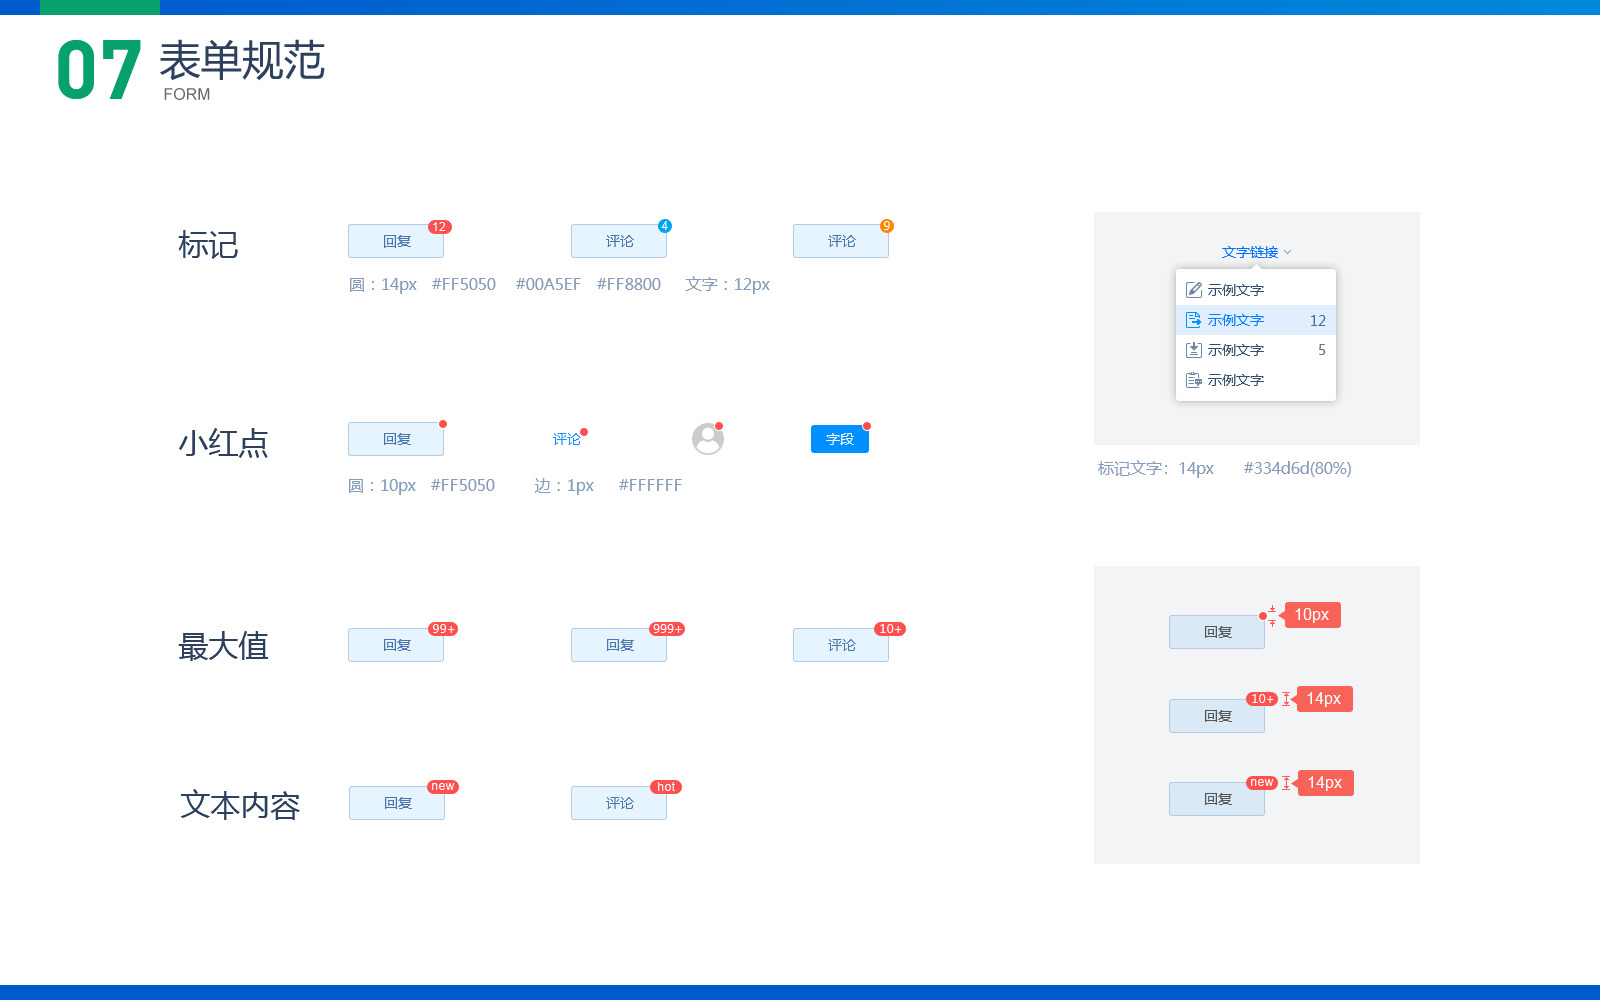 07 表单规范
FORM
标记
回复 12
评论 4
评论 9
圆：14px #FF5050 #00A5EF #FF8800 文字：12px
小红点
回复
评论
字段
圆：10px #FF5050 边：1px #FFFFFF
最大值
回复 99+
回复 999+
评论 10+
文本内容
回复 new
评论 hot
文字链接
示例文字
示例文字 12
示例文字 5
示例文字
标记文字：14px #334d6d(80%)
回复 10px
回复 10+ 14px
回复 new 14px